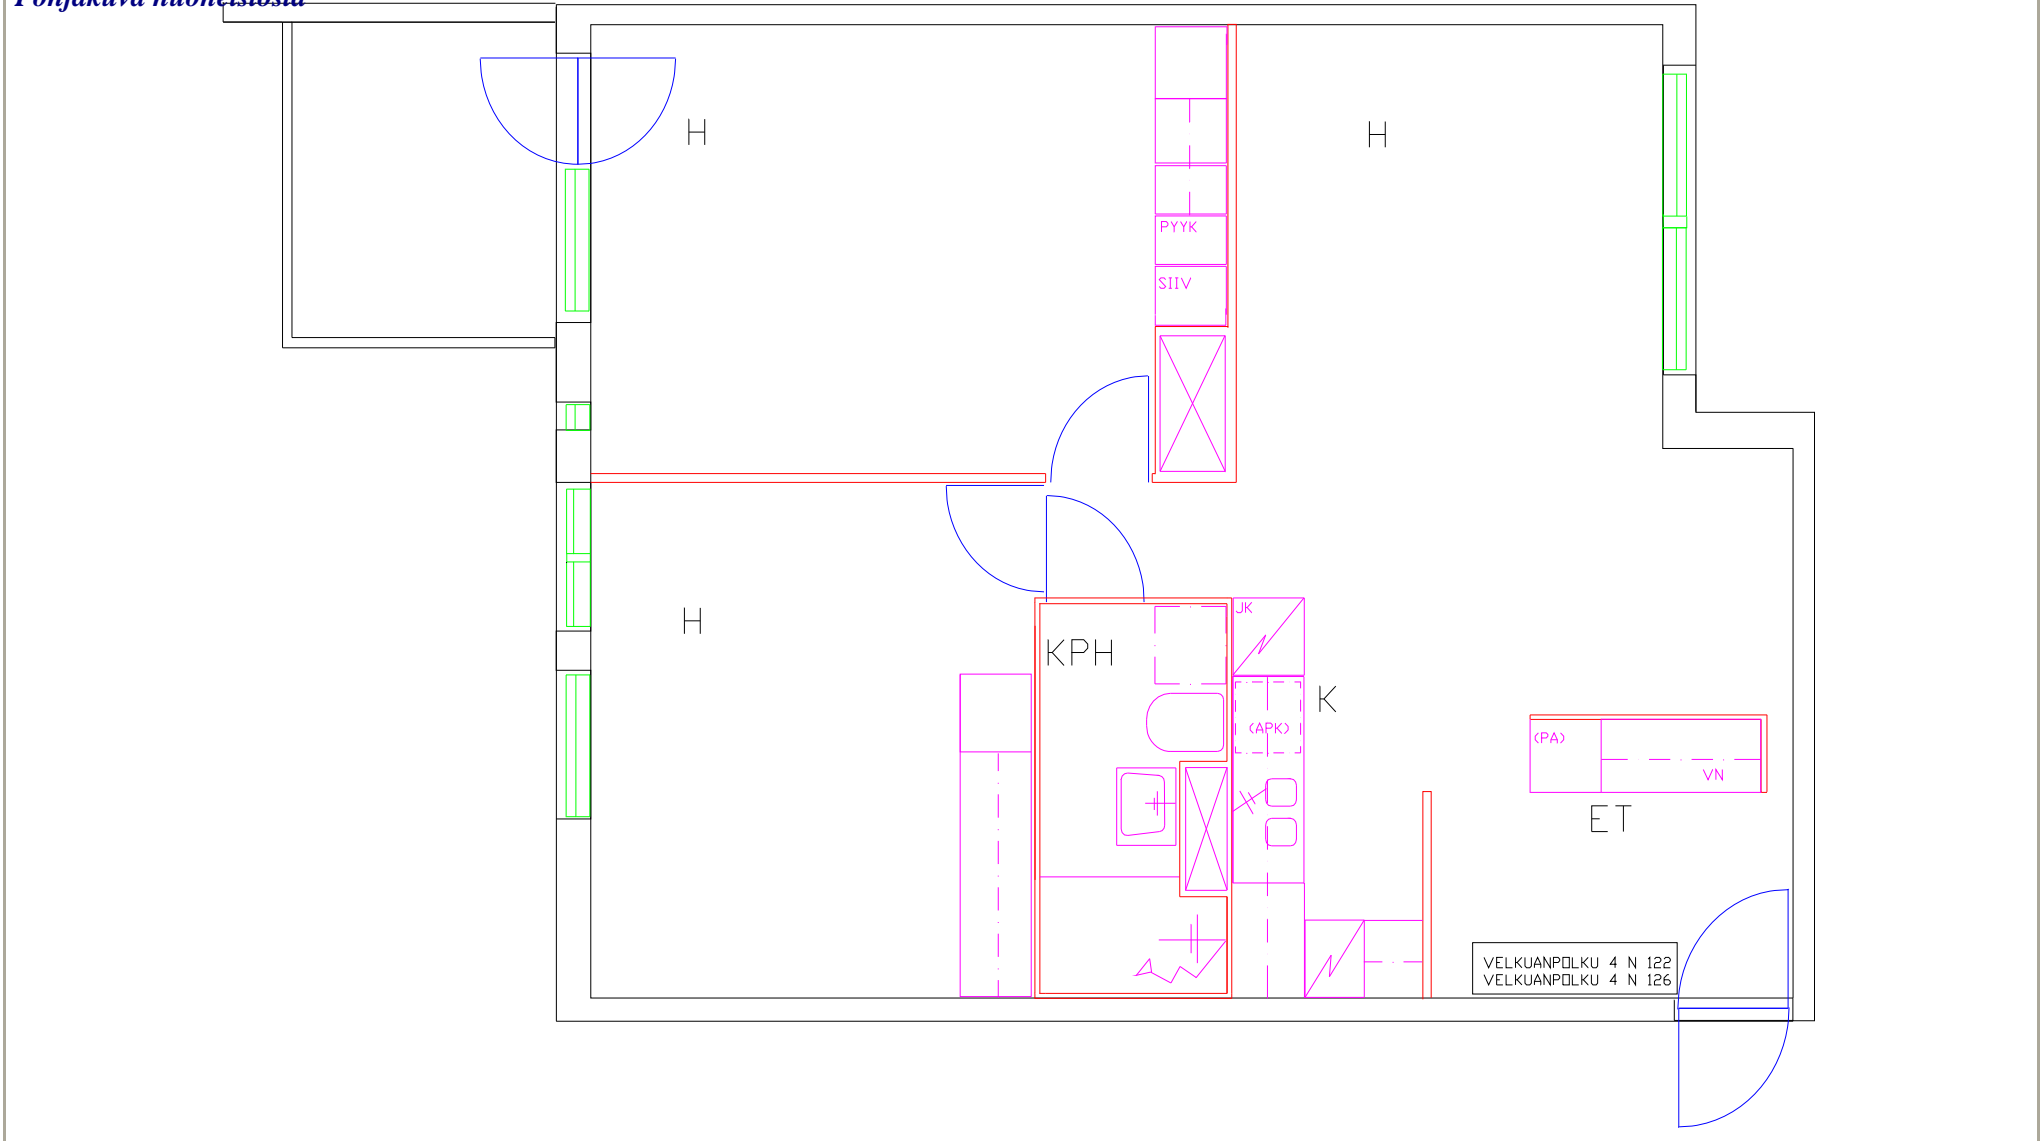 H
H
PYYK
SIIV
H
KPH
JK
K
(APK)
(PA)
VN
ET
VELKUANPOLKU 4 N 122
VELKUANPOLKU 4 N 126